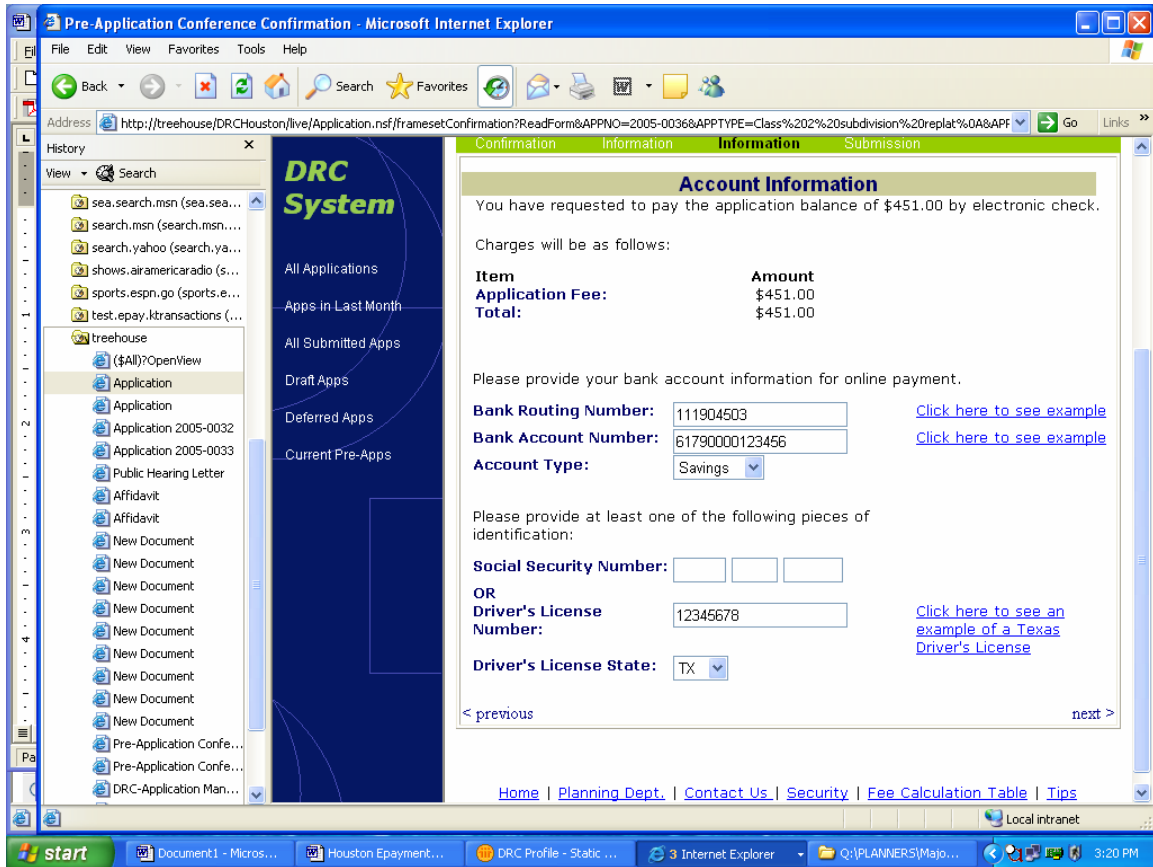 Pre-Application Conference Confirmation - Microsoft Internet Explorer
File Edit View Favorites Tools Help
Back Search Favorites
Address http://treehouse/DRCHouston/live/Application.nsf/framesetConfirmation?ReadForm&APPNO=2005-0036&APPTYPE=Class%202%20subdivision%20replat%0A&APF Go Links »
History x
View Search
sea.search.msn (sea.sea...
search.msn (search.msn....
search.yahoo (search.ya...
shows.airamericaradio (s...
sports.espn.go (sports.e...
test.epay.ktransactions (...
treehouse
($All)?OpenView
Application
Application
Application 2005-0032
Application 2005-0033
Public Hearing Letter
Affidavit
Affidavit
New Document
New Document
New Document
New Document
New Document
New Document
New Document
New Document
New Document
Pre-Application Confe...
Pre-Application Confe...
DRC-Application Man...
DRC
System
All Applications
Apps in Last Month
All Submitted Apps
Draft Apps
Deferred Apps
Current Pre-Apps
Confirmation Information Information Submission
Account Information
You have requested to pay the application balance of $451.00 by electronic check.
Charges will be as follows:
Item Amount
Application Fee: $451.00
Total: $451.00
Please provide your bank account information for online payment.
Bank Routing Number: 111904503 Click here to see example
Bank Account Number: 61790000123456 Click here to see example
Account Type: Savings
Please provide at least one of the following pieces of
identification:
Social Security Number:
OR
Driver's License
Number: 12345678 Click here to see an
example of a Texas
Driver's License
Driver's License State: TX
< previous next >
Home | Planning Dept. | Contact Us | Security | Fee Calculation Table | Tips
Local intranet
start Document1 - Micros... Houston Epayment... DRC Profile - Static ... 3 Internet Explorer Q:\PLANNERS\Majo... 3:20 PM